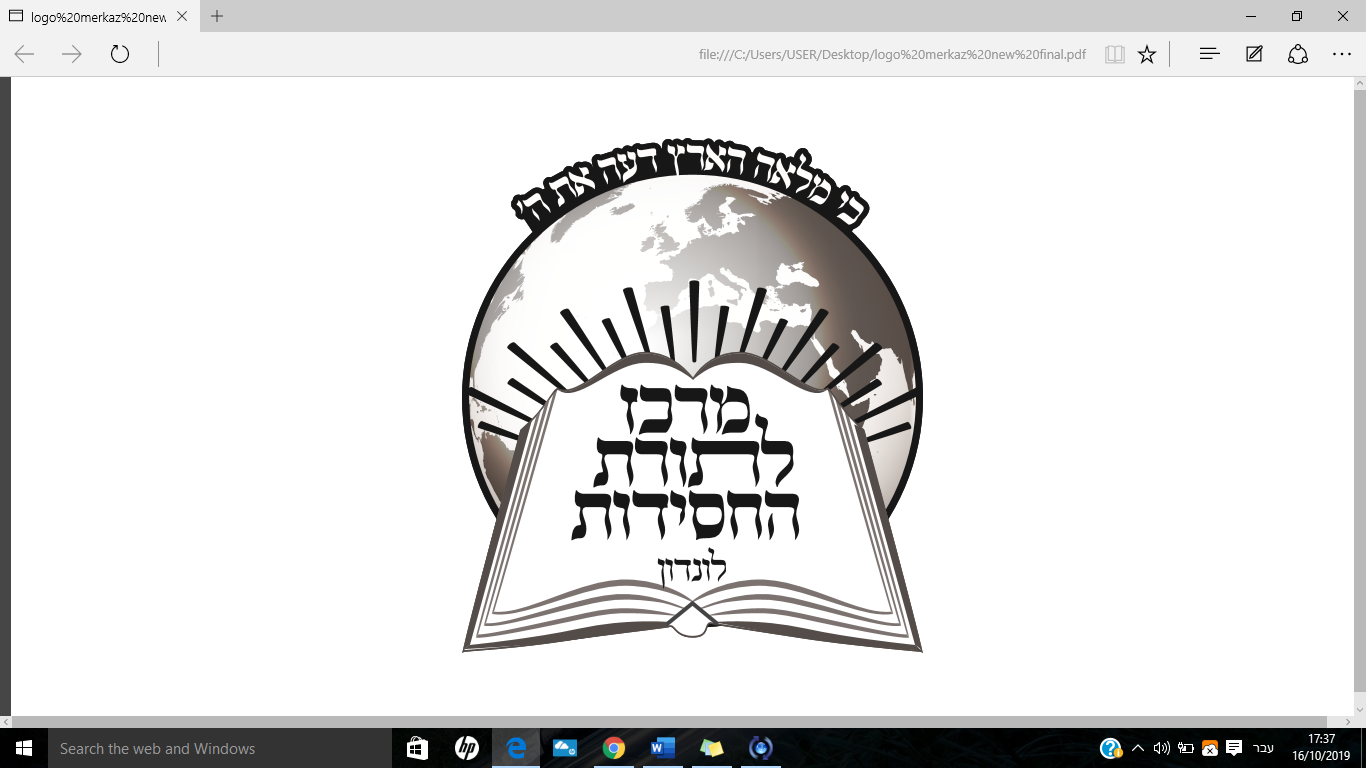 logo%20merkaz%20new
file:///C:/Users/USER/Desktop/logo%20merkaz%20new%20final.pdf
כי מלאה הארץ דעה את ה'
מרכז
לתורת
החסידות
לונדון
Search the web and Windows
hp
עבר
17:37
16/10/2019